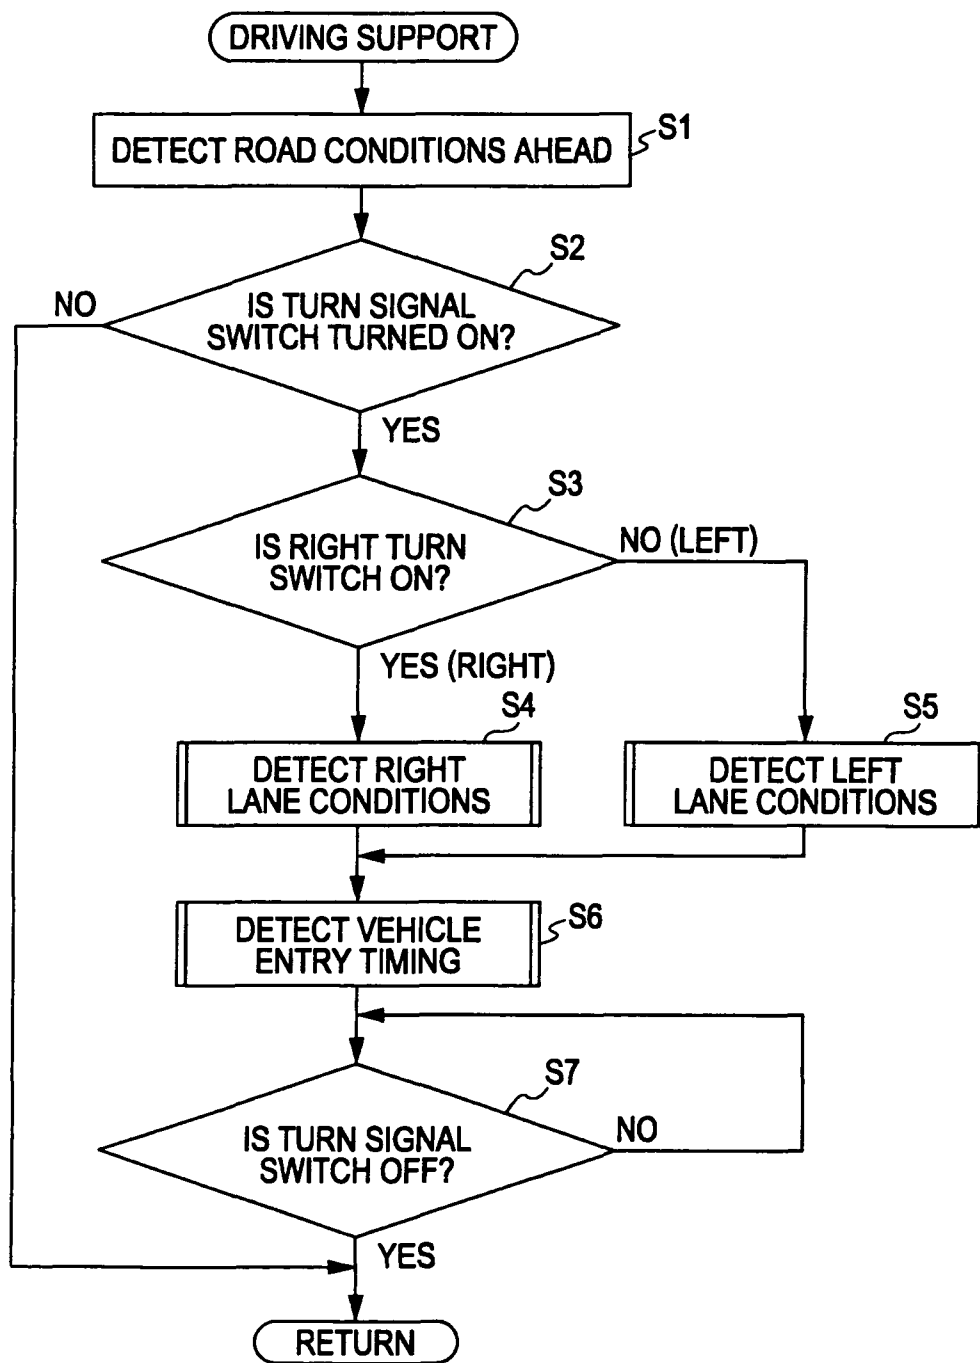 DRIVING SUPPORT
DETECT ROAD CONDITIONS AHEAD
S1
S2
NO
IS TURN SIGNAL
SWITCH TURNED ON?
YES
S3
IS RIGHT TURN
SWITCH ON?
NO (LEFT)
YES (RIGHT)
S4
S5
DETECT RIGHT
LANE CONDITIONS
DETECT LEFT
LANE CONDITIONS
DETECT VEHICLE
ENTRY TIMING
S6
S7
IS TURN SIGNAL
SWITCH OFF?
NO
YES
RETURN